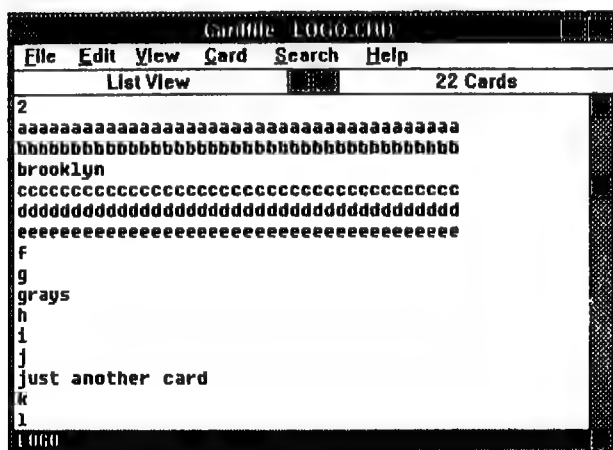 Cardfile - LOGO.CRD
File Edit View Card Search Help
List View 22 Cards
2
aaaaaaaaaaaaaaaaaaaaaaaaaaaaaaaaaaaaaaa
bbbbbbbbbbbbbbbbbbbbbbbbbbbbbbbbbbbbbbb
brooklyn
ccccccccccccccccccccccccccccccccccccccc
ddddddddddddddddddddddddddddddddddddddd
eeeeeeeeeeeeeeeeeeeeeeeeeeeeeeeeeeeeeee
f
g
grays
h
i
j
just another card
k
l
LOGO